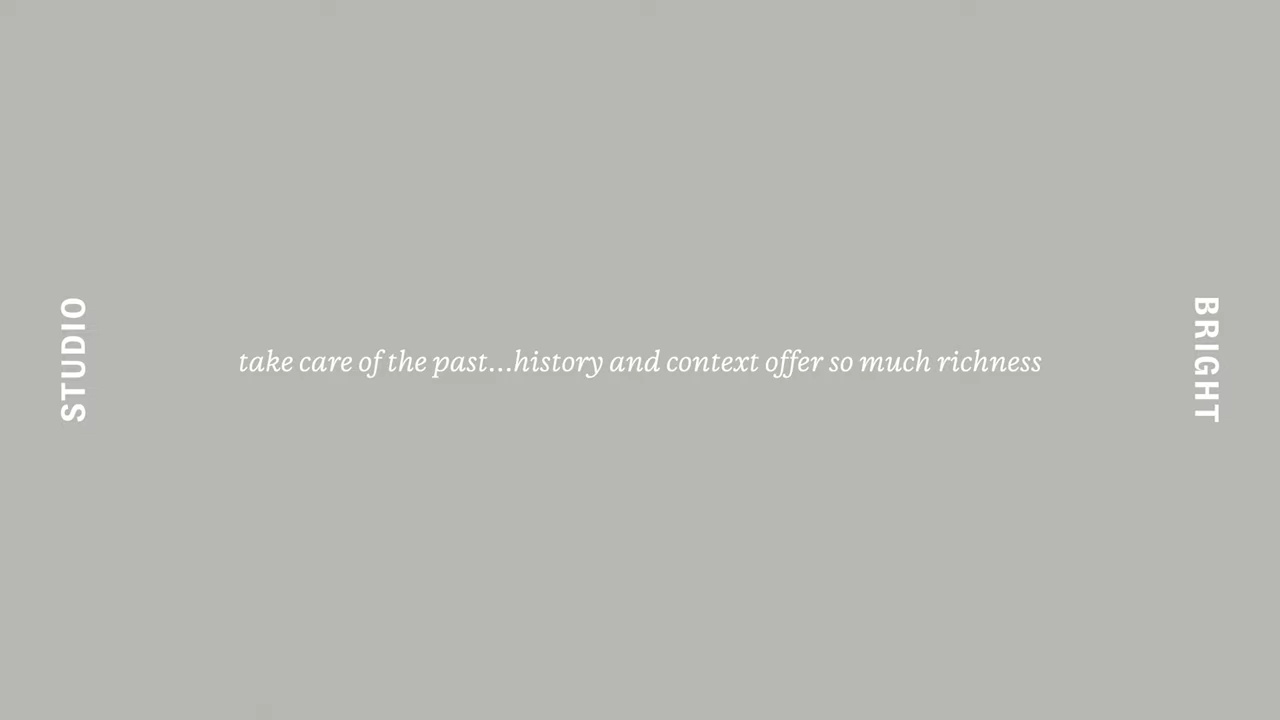 STUDIO
take care of the past...history and context offer so much richness
BRIGHT